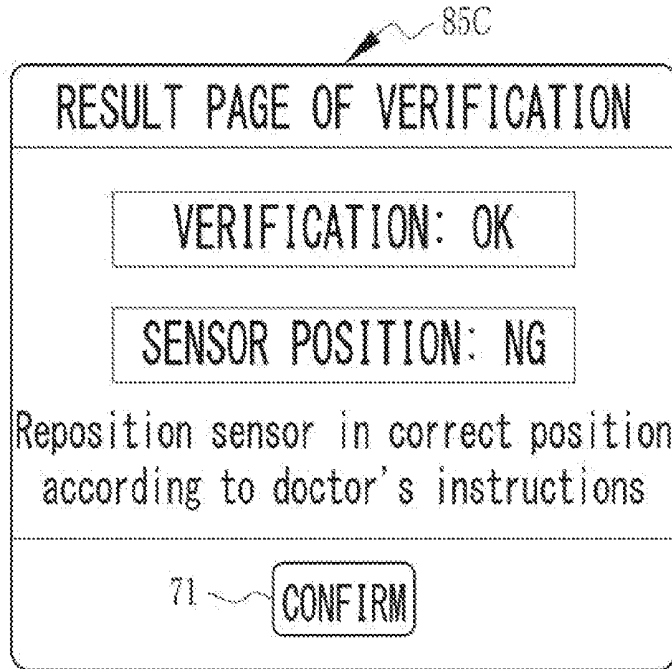 85C
RESULT PAGE OF VERIFICATION
VERIFICATION: OK
SENSOR POSITION: NG
Reposition sensor in correct position
according to doctor's instructions
71 CONFIRM